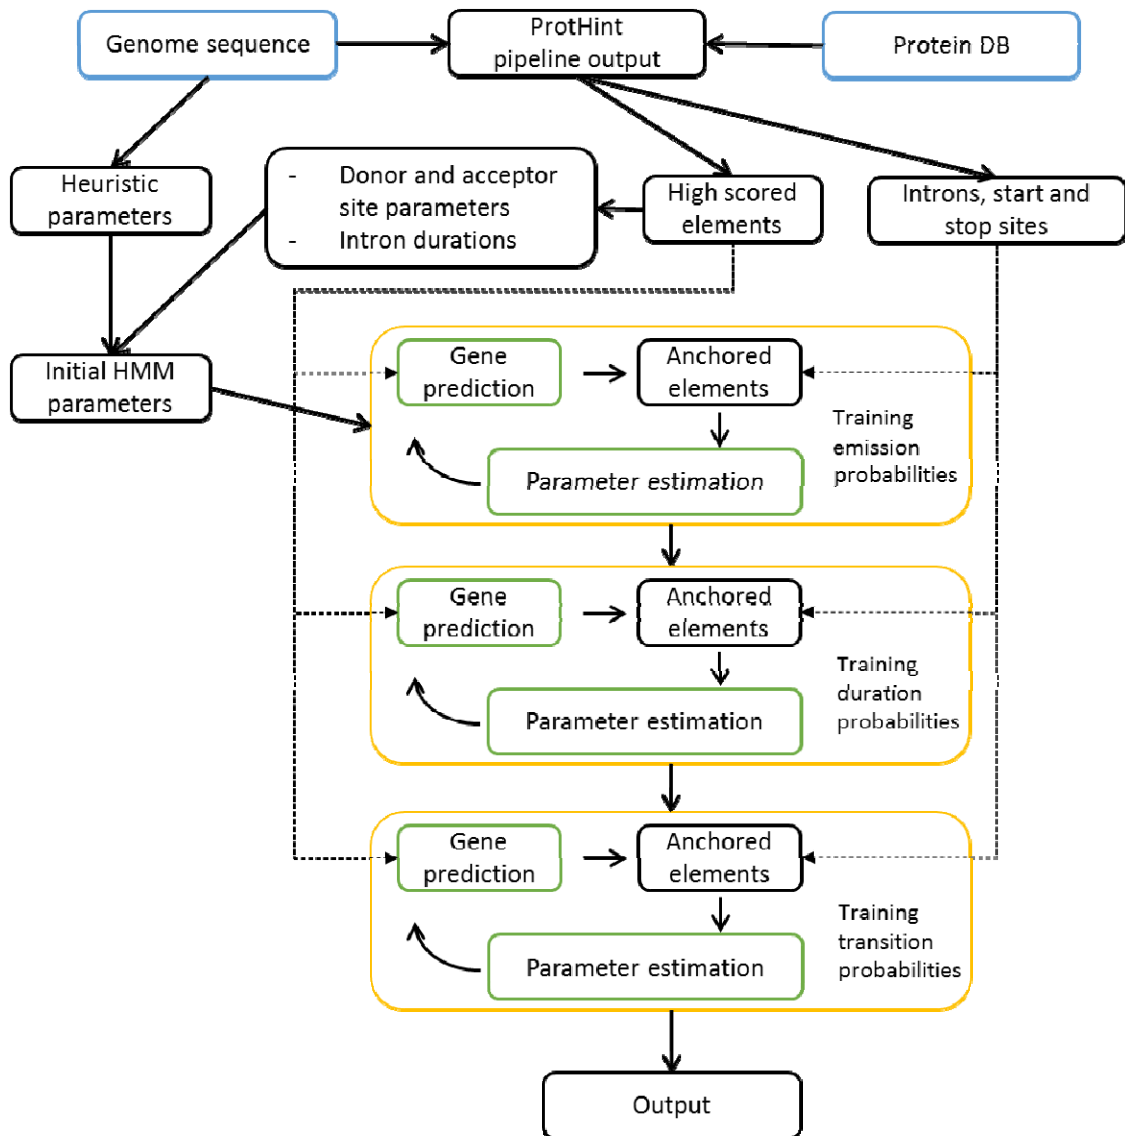 Genome sequence
ProtHint
pipeline output
Protein DB
Heuristic
parameters
- Donor and acceptor
site parameters
- Intron durations
High scored
elements
Introns, start and
stop sites
Initial HMM
parameters
Gene
prediction
Anchored
elements
Training
emission
probabilities
Parameter estimation
Gene
prediction
Anchored
elements
Training
duration
probabilities
Parameter estimation
Gene
prediction
Anchored
elements
Training
transition
probabilities
Parameter estimation
Output